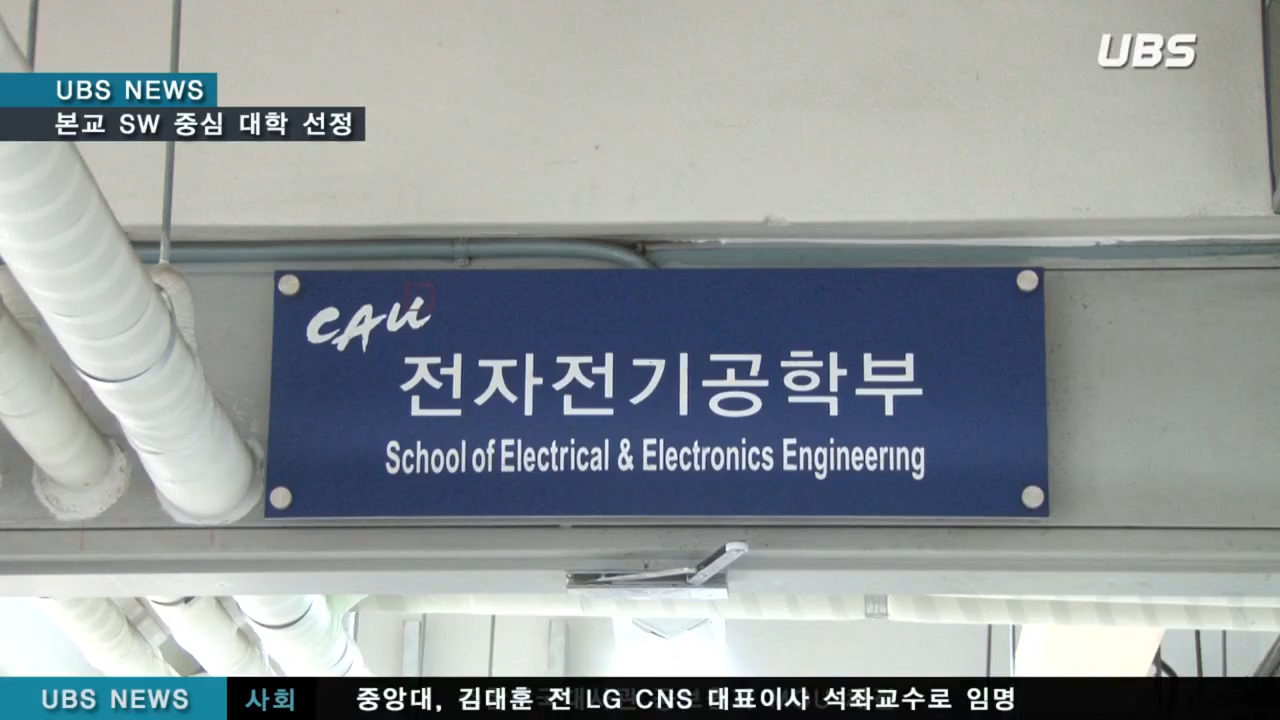 UBS
UBS NEWS
본교 SW 중심 대학 선정
CAU
전자전기공학부
School of Electrical & Electronics Engineering
UBS NEWS
사회
중앙대, 김대훈 전 LG CNS 대표이사 석좌교수로 임명